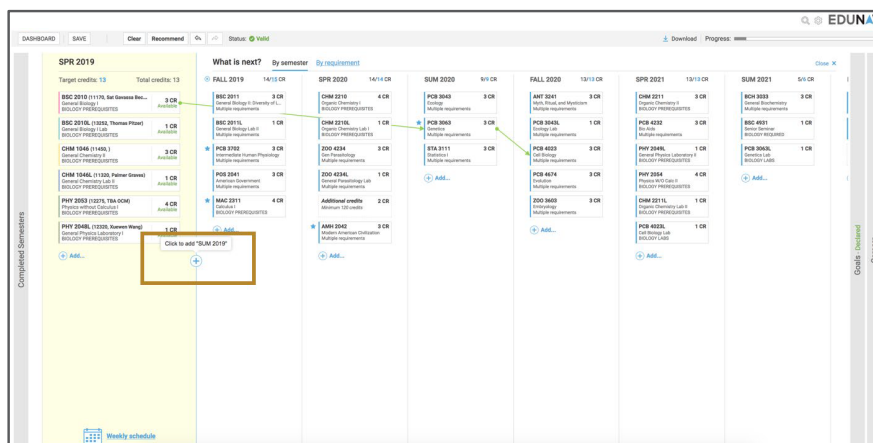 EDUNA
DASHBOARD SAVE Clear Recommend Status: Valid Download Progress:
SPR 2019
Target credits: 13 Total credits: 13
BSC 2010 (11170, Sat Gavassa Bec... 3 CR
General Biology I Available
BIOLOGY PREREQUISITES
BSC 2010L (13252, Thomas Pitzer) 1 CR
General Biology I Lab Available
BIOLOGY PREREQUISITES
CHM 1046 (11450, ) 3 CR
General Chemistry II Available
BIOLOGY PREREQUISITES
CHM 1046L (11320, Palmer Graves) 1 CR
General Chemistry Lab II Available
BIOLOGY PREREQUISITES
PHY 2053 (12275, TBA OCM) 4 CR
Physics without Calculus I Available
BIOLOGY PREREQUISITES
PHY 2048L (12320, Xuewen Wang) 1 CR
General Physics Laboratory I
BIOLOGY PREREQUISITES
Add...
Click to add "SUM 2019"
Weekly schedule
What is next? By semester By requirement Close X
FALL 2019 14/15 CR
BSC 2011 3 CR
General Biology II: Diversity of L...
Multiple requirements
BSC 2011L 1 CR
General Biology Lab II
Multiple requirements
PCB 3702 3 CR
Intermediate Human Physiology
Multiple requirements
POS 2041 3 CR
American Government
Multiple requirements
MAC 2311 4 CR
Calculus I
BIOLOGY PREREQUISITES
Add...
SPR 2020 14/14 CR
CHM 2210 4 CR
Organic Chemistry I
BIOLOGY PREREQUISITES
CHM 2210L 1 CR
Organic Chemistry Lab I
BIOLOGY PREREQUISITES
ZOO 4234 3 CR
Gen Parasitology
Multiple requirements
ZOO 4234L 1 CR
General Parasitology Lab
Multiple requirements
Additional credits 2 CR
Minimum 120 credits
AMH 2042 3 CR
Modern American Civilization
Multiple requirements
Add...
SUM 2020 9/9 CR
PCB 3043 3 CR
Ecology
Multiple requirements
PCB 3063 3 CR
Genetics
Multiple requirements
STA 3111 3 CR
Statistics I
Multiple requirements
Add...
FALL 2020 13/13 CR
ANT 3241 3 CR
Myth, Ritual, and Mysticism
Multiple requirements
PCB 3043L 1 CR
Ecology Lab
Multiple requirements
PCB 4023 3 CR
Cell Biology
Multiple requirements
PCB 4674 3 CR
Evolution
Multiple requirements
ZOO 3603 3 CR
Embryology
Multiple requirements
Add...
SPR 2021 13/13 CR
CHM 2211 3 CR
Organic Chemistry II
BIOLOGY PREREQUISITES
PCB 4232 3 CR
Bio Aids
Multiple requirements
PHY 2049L 1 CR
General Physics Laboratory II
BIOLOGY PREREQUISITES
PHY 2054 4 CR
Physics W/O Calc II
BIOLOGY PREREQUISITES
CHM 2211L 1 CR
Organic Chemistry Lab II
BIOLOGY PREREQUISITES
PCB 4023L 1 CR
Cell Biology Lab
BIOLOGY LABS
Add...
SUM 2021 5/6 CR
BCH 3033 3 CR
General Biochemistry
Multiple requirements
BSC 4931 1 CR
Senior Seminar
BIOLOGY REQUIRES
PCB 3063L 1 CR
Genetics Lab
BIOLOGY LABS
Add...
Completed Semesters
Goals - Declared